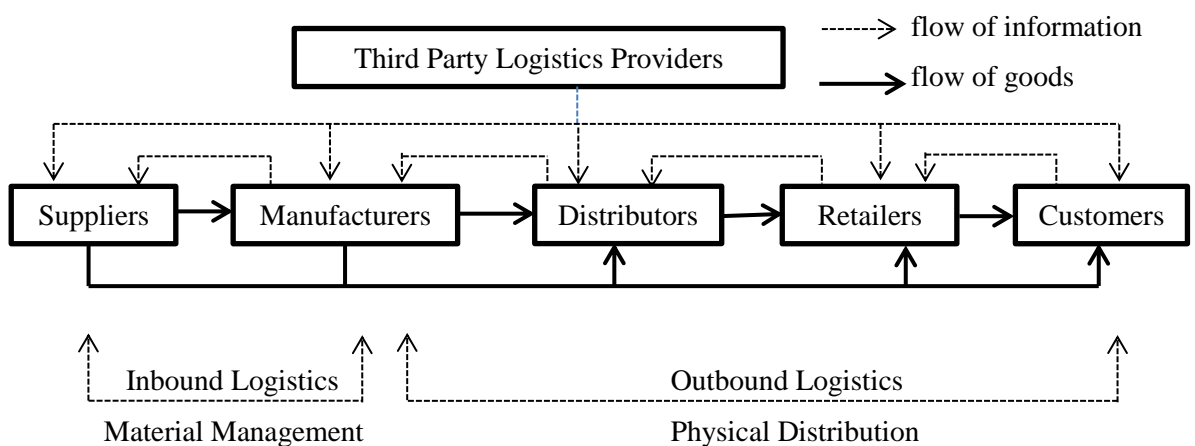 flow of information
Third Party Logistics Providers
flow of goods
Suppliers
Manufacturers
Distributors
Retailers
Customers
Inbound Logistics
Outbound Logistics
Material Management
Physical Distribution